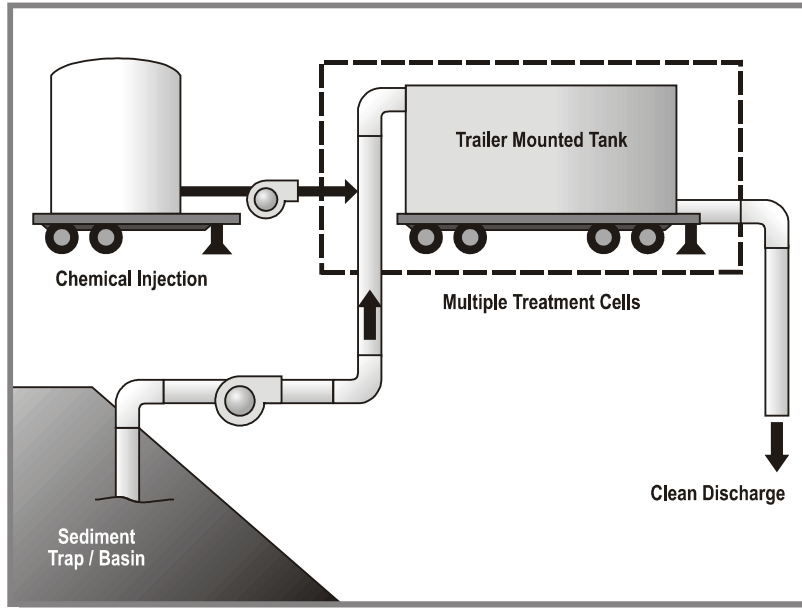 Trailer Mounted Tank
Chemical Injection
Multiple Treatment Cells
Clean Discharge
Sediment
Trap / Basin